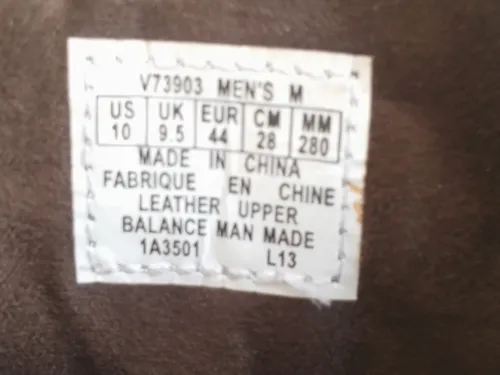 V73903 MEN'S M
US UK EUR CM MM
10 9.5 44 28 280
MADE IN CHINA
FABRIQUE EN CHINE
LEATHER UPPER
BALANCE MAN MADE
1A3501 L13